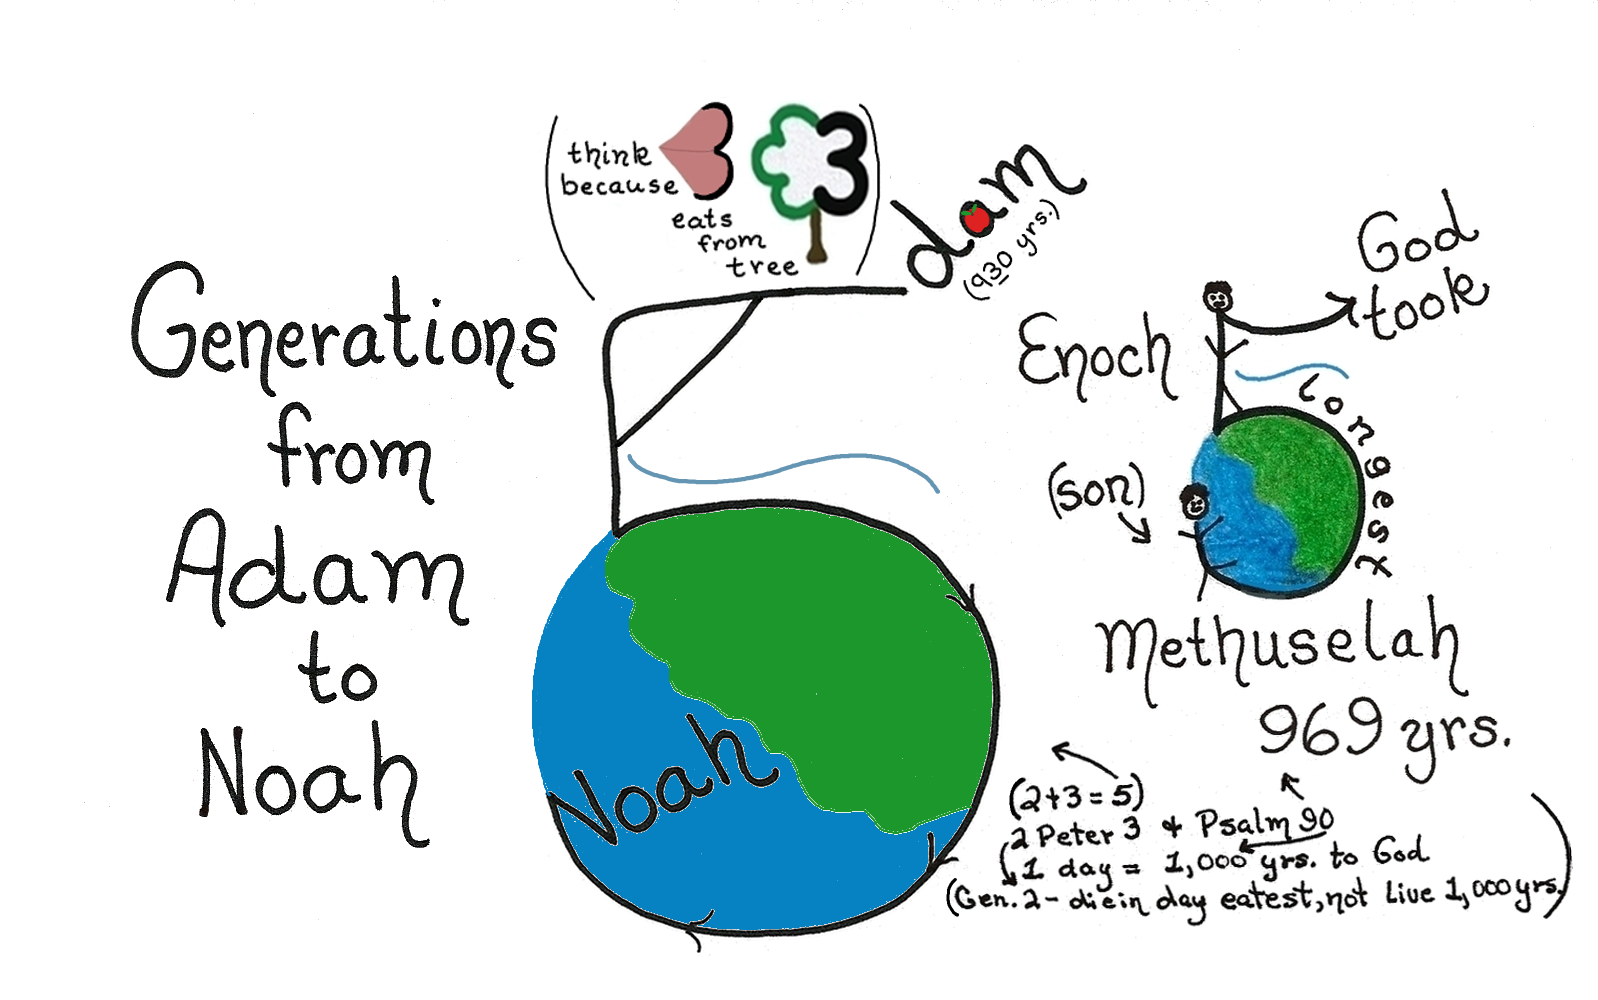 Generations
from
Adam
to
Noah
(think
because
eats
from
tree)
3
dam
(930 yrs.)
Enoch
God
took
Longest
(son)
Methuselah
969 yrs.
Noah
(2+3=5)
2 Peter 3 + Psalm 90
1 day = 1,000 yrs. to God
(Gen. 2 - die in day eatest, not Live 1,000 yrs.)